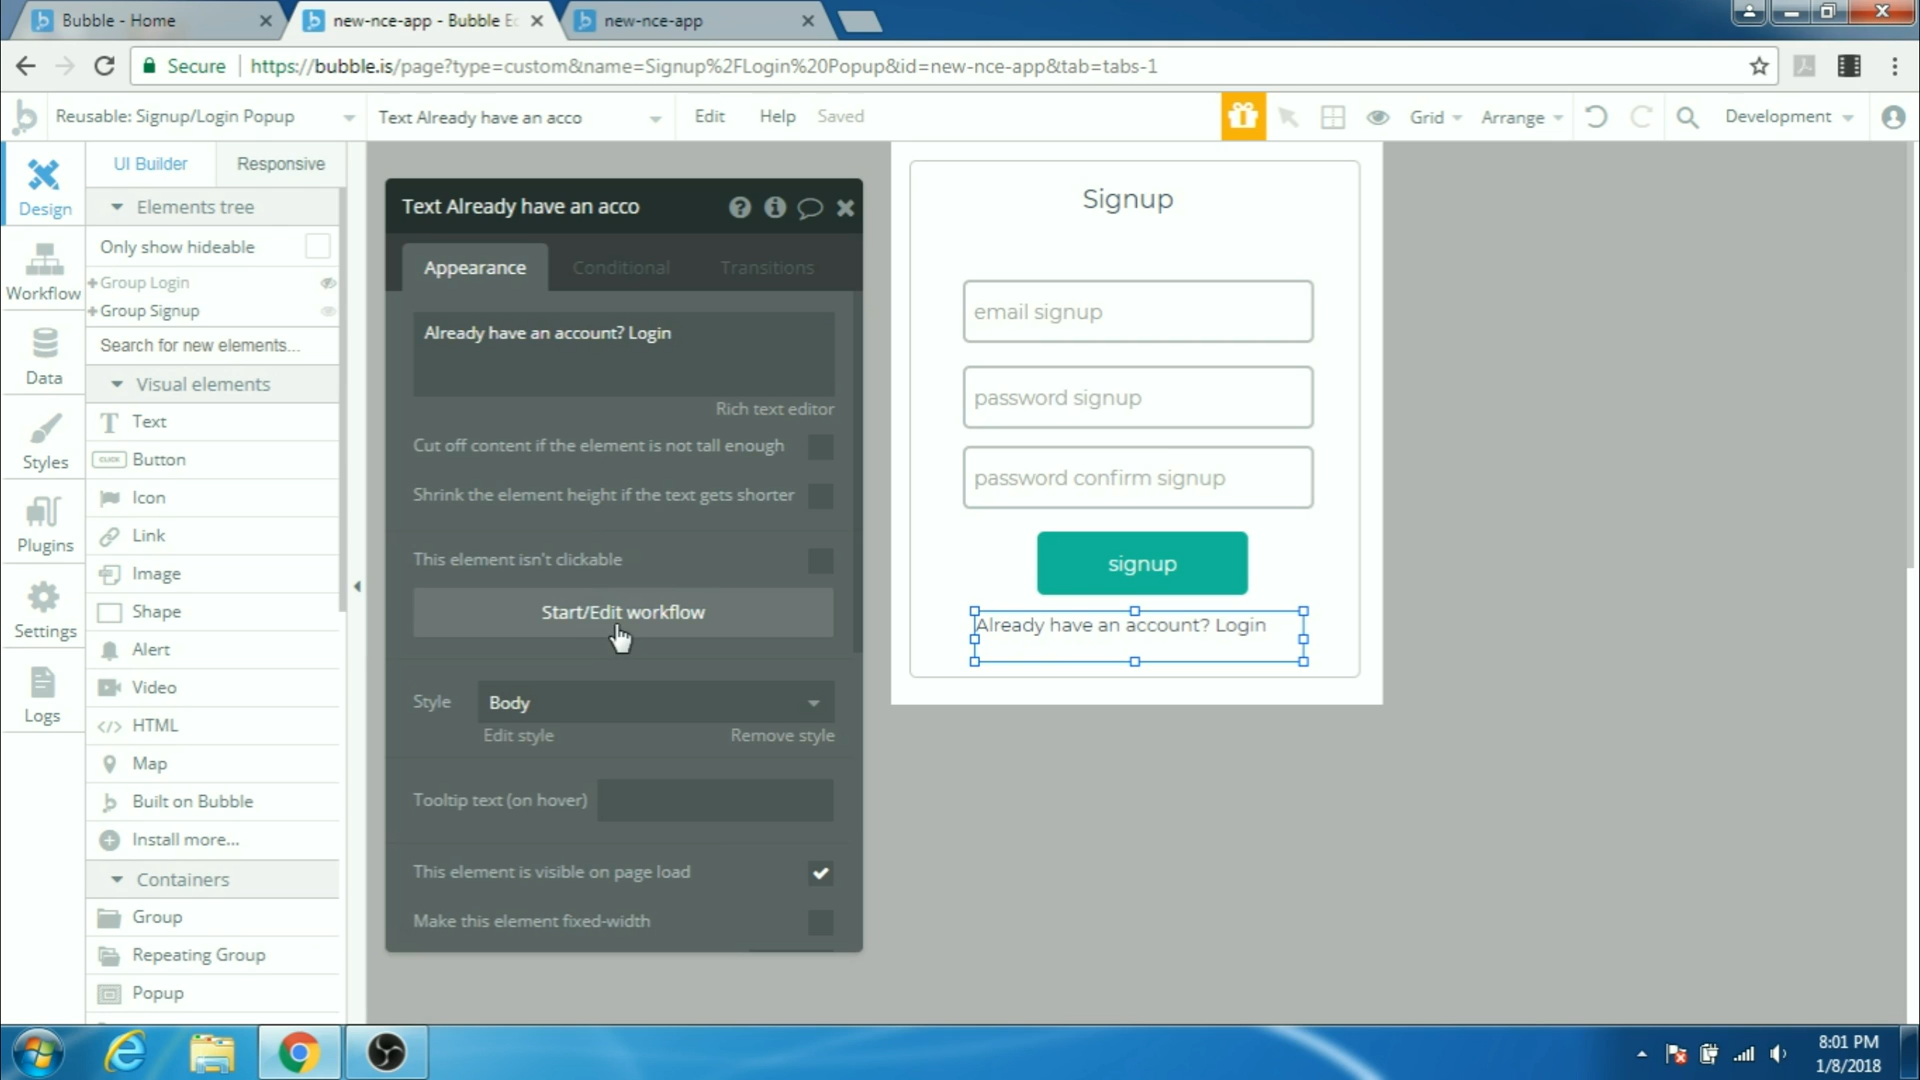 Bubble - Home
new-nce-app - Bubble Ec
new-nce-app
Secure
https://bubble.is/page?type=custom&name=Signup%2FLogin%20Popup&id=new-nce-app&tab=tabs-1
Reusable: Signup/Login Popup
Text Already have an acco
Edit
Help
Saved
Grid
Arrange
Development
Design
Workflow
Data
Styles
Plugins
Settings
Logs
UI Builder
Responsive
Elements tree
Only show hideable
Group Login
Group Signup
Search for new elements...
Visual elements
Text
CLICK
Button
Icon
Link
Image
Shape
Alert
Video
HTML
Map
Built on Bubble
Install more...
Containers
Group
Repeating Group
Popup
Text Already have an acco
Appearance
Conditional
Transitions
Already have an account? Login
Rich text editor
Cut off content if the element is not tall enough
Shrink the element height if the text gets shorter
This element isn't clickable
Start/Edit workflow
Style
Body
Edit style
Remove style
Tooltip text (on hover)
This element is visible on page load
Make this element fixed-width
Signup
email signup
password signup
password confirm signup
signup
Already have an account? Login
8:01 PM
1/8/2018